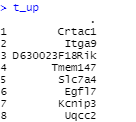 > t_up
.
1 Crtac1
2 Itga9
3 D630023F18Rik
4 Tmem147
5 Slc7a4
6 Egfl7
7 Kcnip3
8 Uqcc2